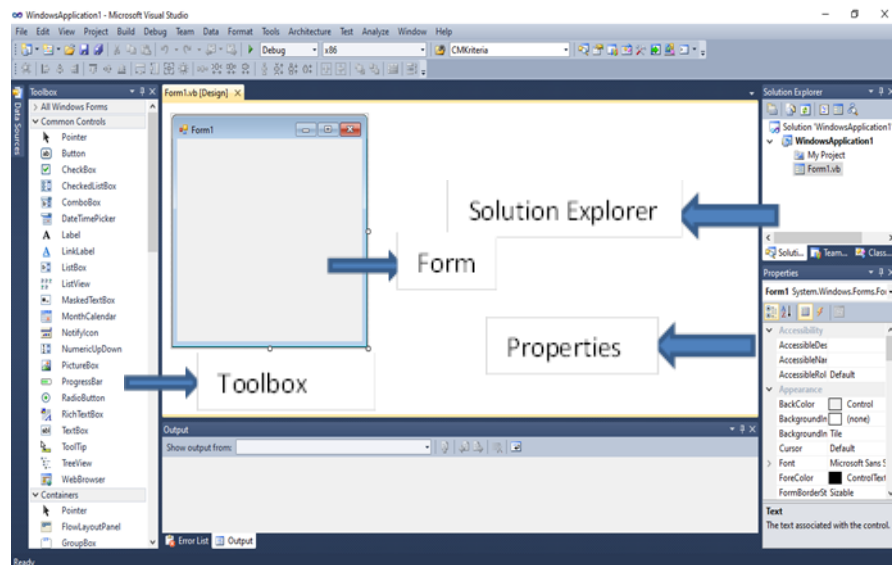 WindowsApplication1 - Microsoft Visual Studio
File Edit View Project Build Debug Team Data Format Tools Architecture Test Analyze Window Help
Debug x86 CMKriteria
Toolbox
Data Sources
All Windows Forms
Common Controls
Pointer
Button
CheckBox
CheckedListBox
ComboBox
DateTimePicker
Label
LinkLabel
ListBox
ListView
MaskedTextBox
MonthCalendar
NotifyIcon
NumericUpDown
PictureBox
ProgressBar
RadioButton
RichTextBox
TextBox
ToolTip
TreeView
WebBrowser
Containers
Pointer
FlowLayoutPanel
GroupBox
Form1.vb [Design]
Form1
Solution Explorer
Form
Properties
Toolbox
Output
Show output from:
Error List Output
Solution Explorer
Solution 'WindowsApplication1
WindowsApplication1
My Project
Form1.vb
Soluti... Team... Class...
Properties
Form1 System.Windows.Forms.For
Accessibility
AccessibleDes
AccessibleNar
AccessibleRol Default
Appearance
BackColor Control
BackgroundIn (none)
BackgroundIn Tile
Cursor Default
Font Microsoft Sans S
ForeColor ControlText
FormBorderSt Sizable
Text
The text associated with the control.
Ready